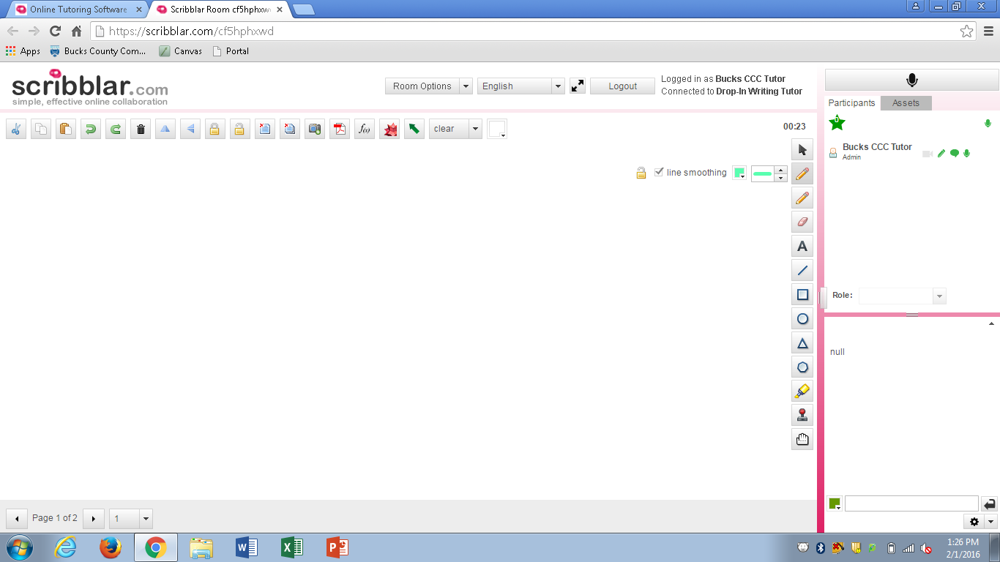 Online Tutoring Software
Scribblar Room cf5hphxw
https://scribblar.com/cf5hphxwd
Apps
Bucks County Com...
Canvas
Portal
scribblar.com
simple, effective online collaboration
Room Options
English
Logout
Logged in as Bucks CCC Tutor
Connected to Drop-In Writing Tutor
Participants
Assets
f(x)
clear
00:23
0
Bucks CCC Tutor
Admin
line smoothing
A
Role:
null
Page 1 of 2
1
1:26 PM
2/1/2016